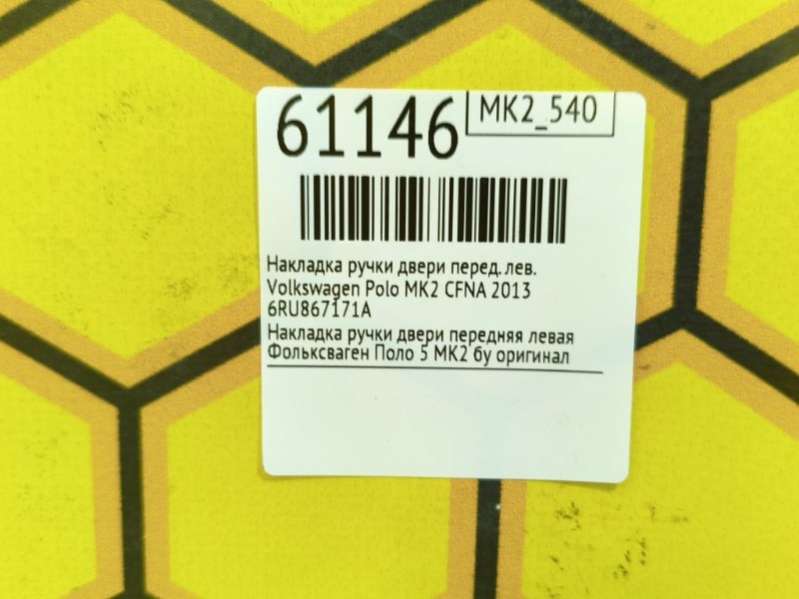 61146
MK2_540
Накладка ручки двери перед. лев.
Volkswagen Polo MK2 CFNA 2013
6RU867171A
Накладка ручки двери передняя левая
Фольксваген Поло 5 МК2 бу оригинал